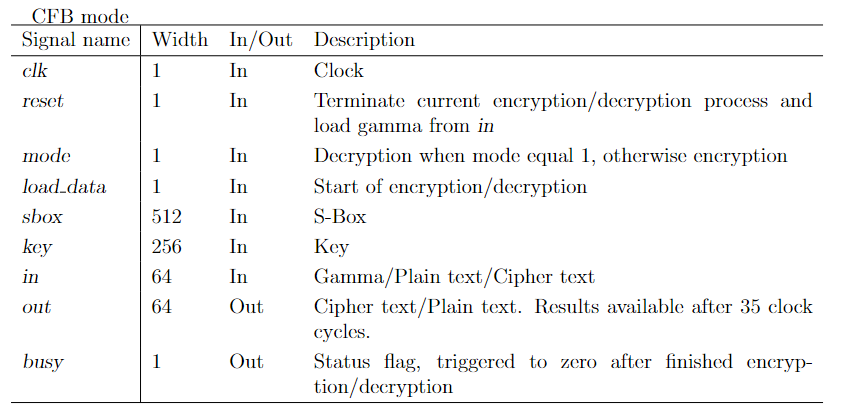 CFB mode
Signal name Width In/Out Description
clk 1 In Clock
reset 1 In Terminate current encryption/decryption process and
load gamma from in
mode 1 In Decryption when mode equal 1, otherwise encryption
load_data 1 In Start of encryption/decryption
sbox 512 In S-Box
key 256 In Key
in 64 In Gamma/Plain text/Cipher text
out 64 Out Cipher text/Plain text. Results available after 35 clock
cycles.
busy 1 Out Status flag, triggered to zero after finished encryp-
tion/decryption